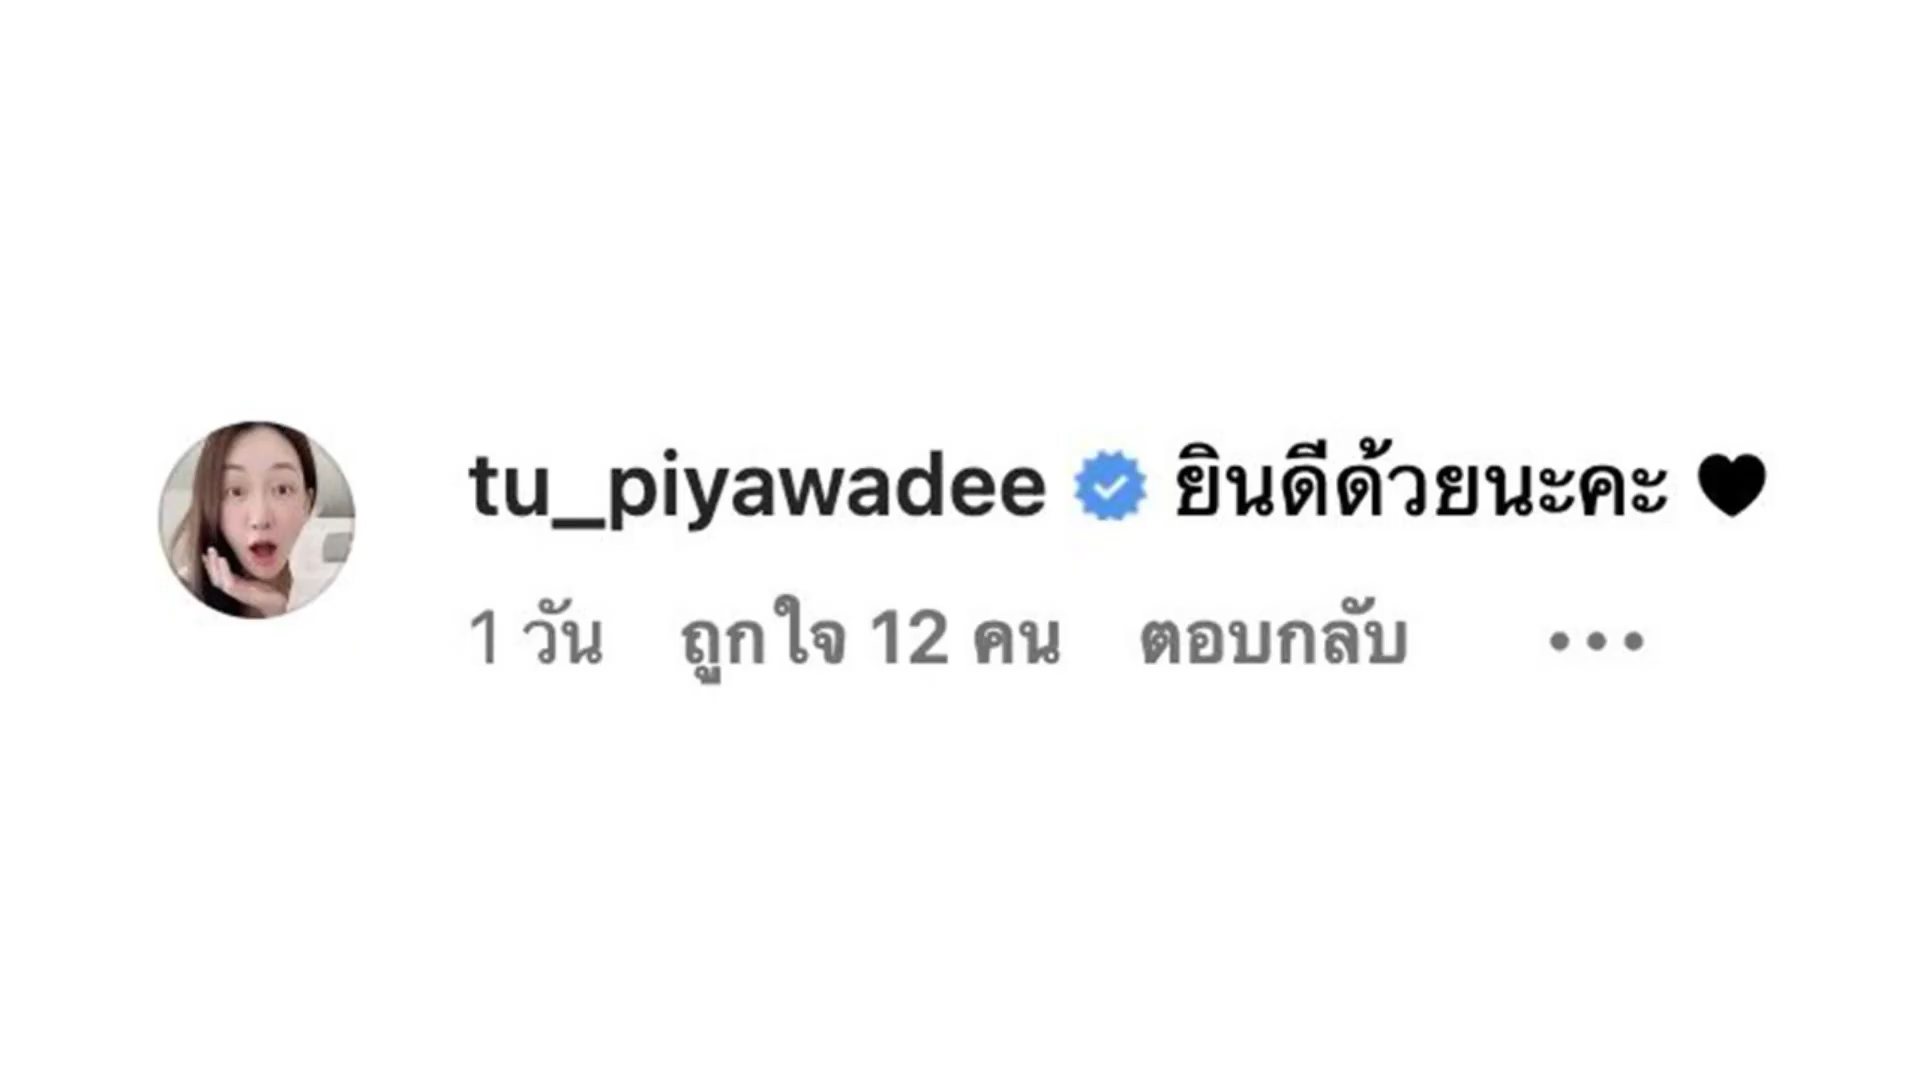 tu_piyawadee ยินดีด้วยนะคะ 🖤
1 วัน ถูกใจ 12 คน ตอบกลับ